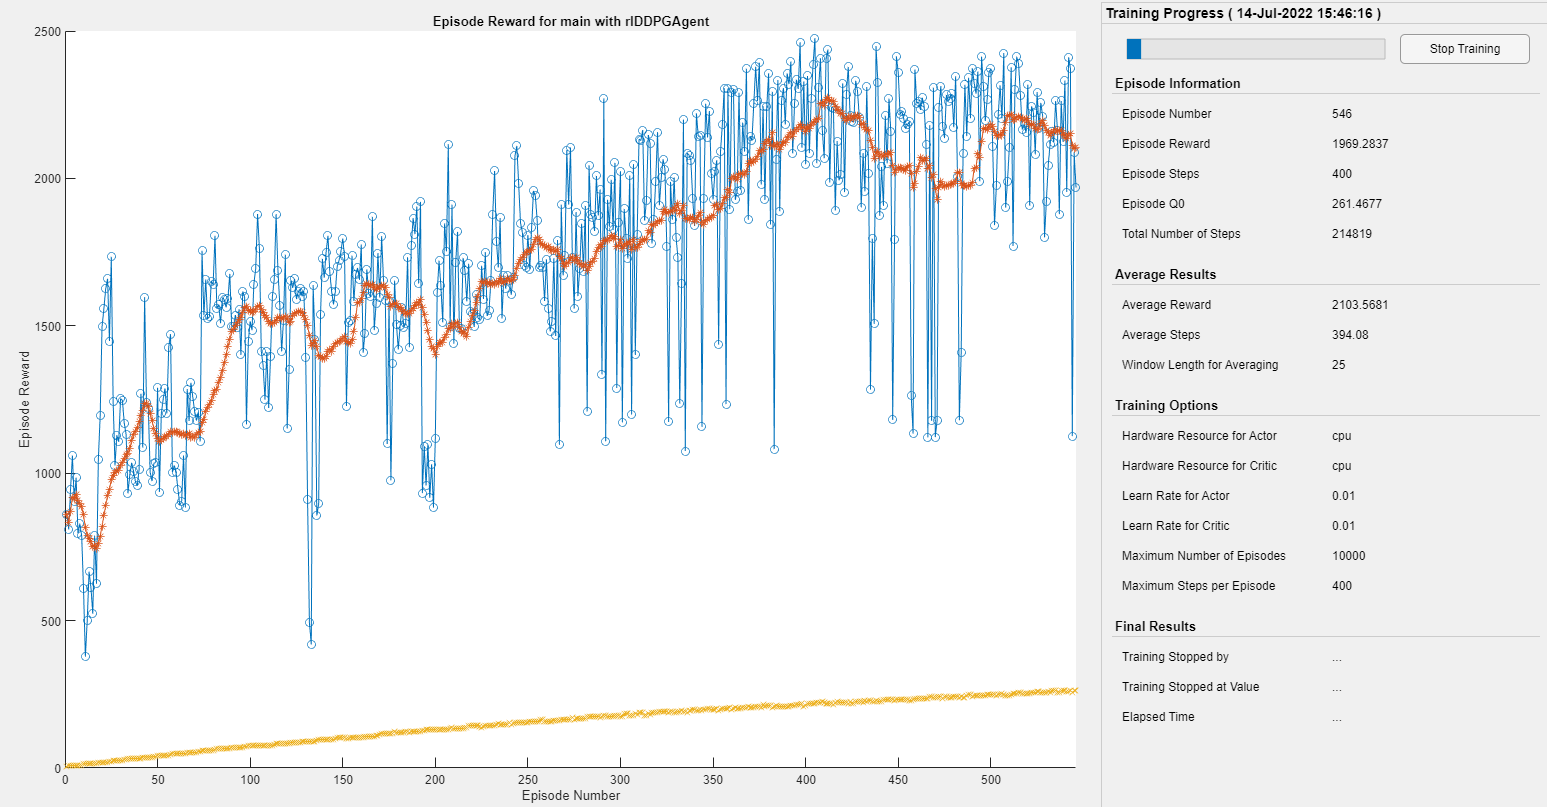 Episode Reward for main with rlDDPGAgent
2500
2000
1500
1000
500
0
Episode Reward
0 50 100 150 200 250 300 350 400 450 500
Episode Number
Training Progress ( 14-Jul-2022 15:46:16 )
Stop Training
Episode Information
Episode Number 546
Episode Reward 1969.2837
Episode Steps 400
Episode Q0 261.4677
Total Number of Steps 214819
Average Results
Average Reward 2103.5681
Average Steps 394.08
Window Length for Averaging 25
Training Options
Hardware Resource for Actor cpu
Hardware Resource for Critic cpu
Learn Rate for Actor 0.01
Learn Rate for Critic 0.01
Maximum Number of Episodes 10000
Maximum Steps per Episode 400
Final Results
Training Stopped by ...
Training Stopped at Value ...
Elapsed Time ...